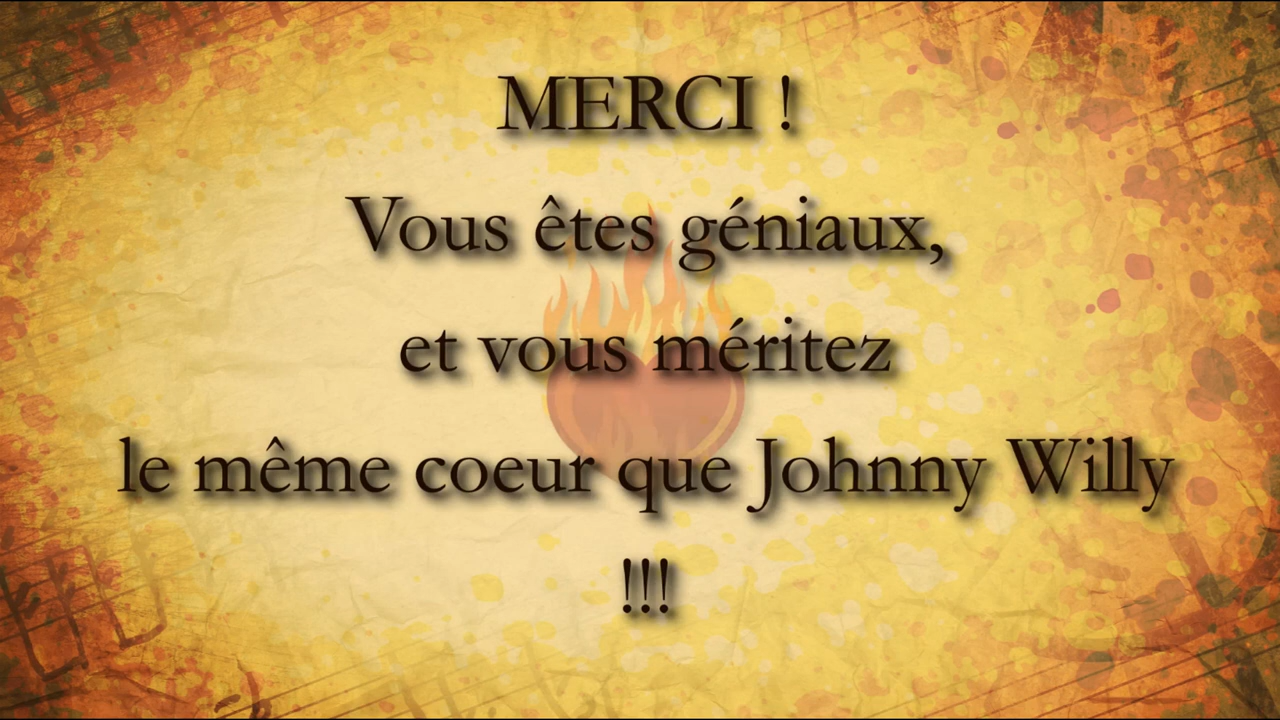 MERCI !
Vous êtes géniaux,
et vous méritez
le même coeur que Johnny Willy
!!!